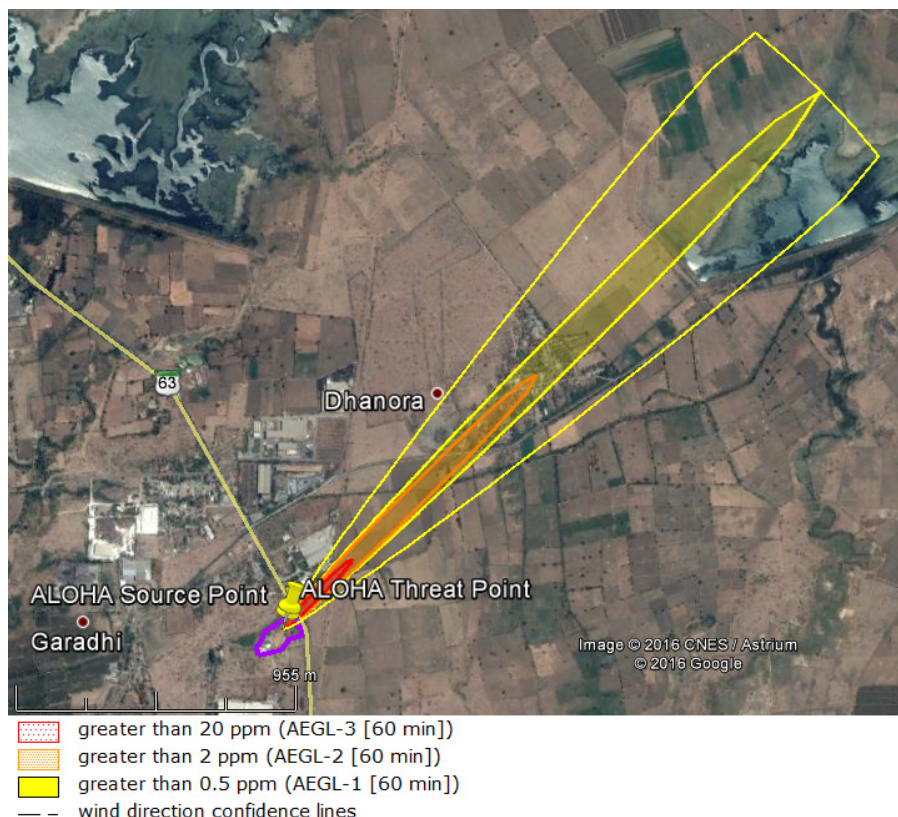 63
Dhanora
ALOHA Source Point
ALOHA Threat Point
Garadhi
Image © 2016 CNES / Astrium
© 2016 Google
955 m
greater than 20 ppm (AEGL-3 [60 min])
greater than 2 ppm (AEGL-2 [60 min])
greater than 0.5 ppm (AEGL-1 [60 min])
wind direction confidence lines